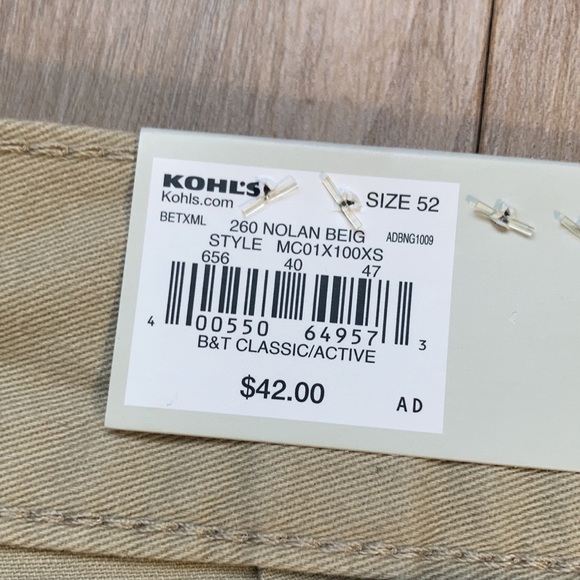 KOHL'S
Kohls.com
SIZE 52
BETXML 260 NOLAN BEIG ADBNG1009
STYLE MC01X100XS
656 40 47
4 00550 64957 3
B&T CLASSIC/ACTIVE
$42.00
AD